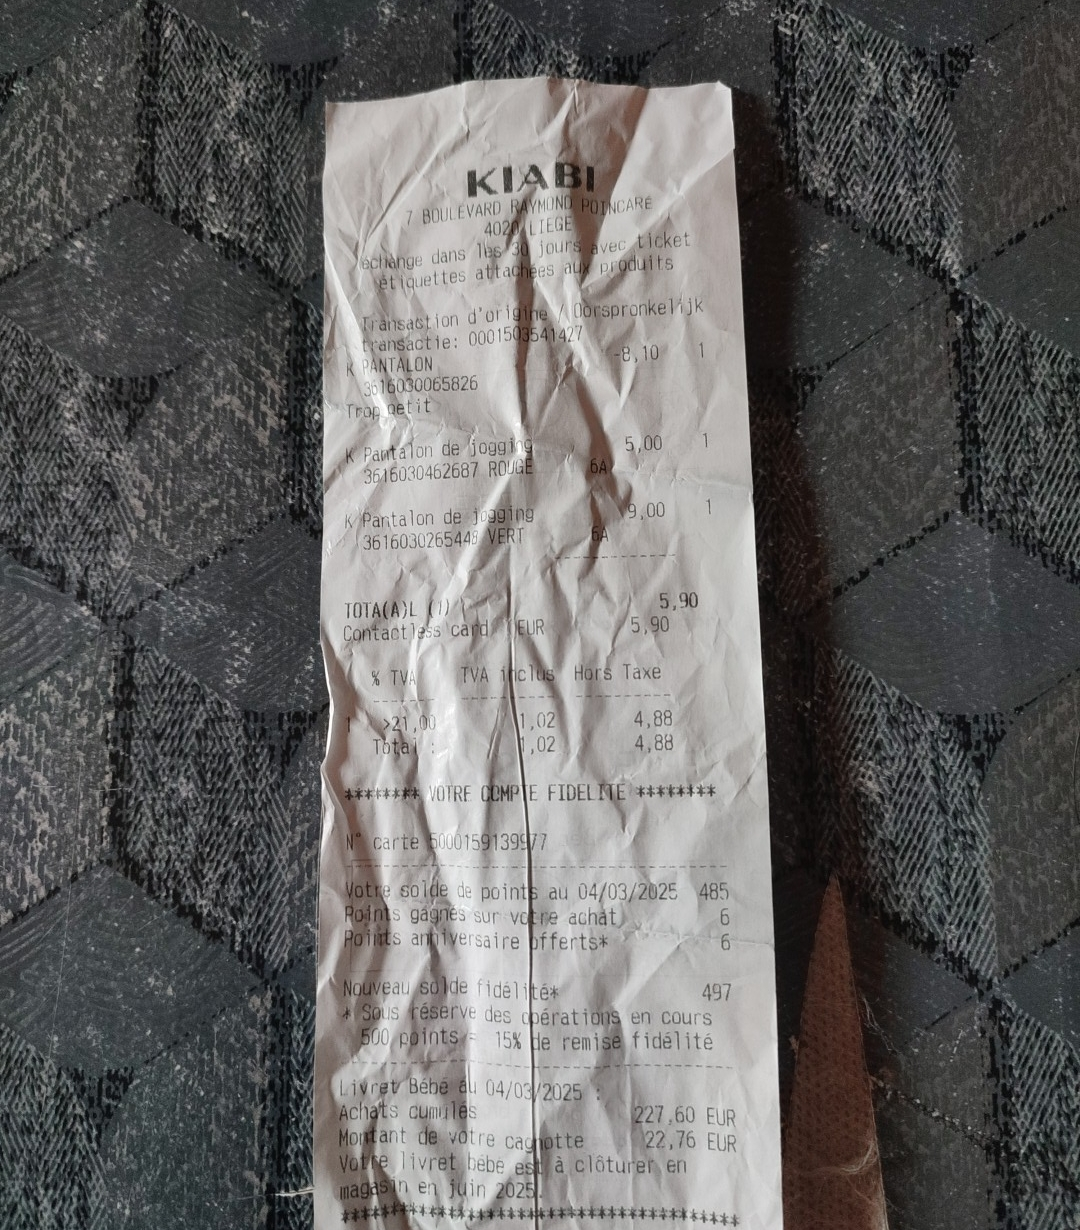 KIABI
7 BOULEVARD RAYMOND POINCARÉ
4020 LIEGE
échange dans les 30 jours avec ticket
étiquettes attachées aux produits
Transaction d'origine / Oorspronkelijk
transactie: 0001503541427
K PANTALON -8,10 1
3616030065826
Trop petit
K Pantalon de jogging 5,00 1
3616030462687 ROUGE 6A
K Pantalon de jogging 9,00 1
3616030265448 VERT 6A
TOTA(A)L (1) 5,90
Contactless card EUR 5,90
% TVA TVA inclus Hors Taxe
1 >21,00 1,02 4,88
Total : 1,02 4,88
******** VOTRE COMPTE FIDELITE ********
N° carte 5000159139977
Votre solde de points au 04/03/2025 485
Points gagnés sur votre achat 6
Points anniversaire offerts* 6
Nouveau solde fidélité* 497
* Sous réserve des opérations en cours
500 points = 15% de remise fidélité
Livret Bébé au 04/03/2025 :
Achats cumulés 227,60 EUR
Montant de votre cagnotte 22,76 EUR
Votre livret bébé est à clôturer en
magasin en juin 2025.
****************************************